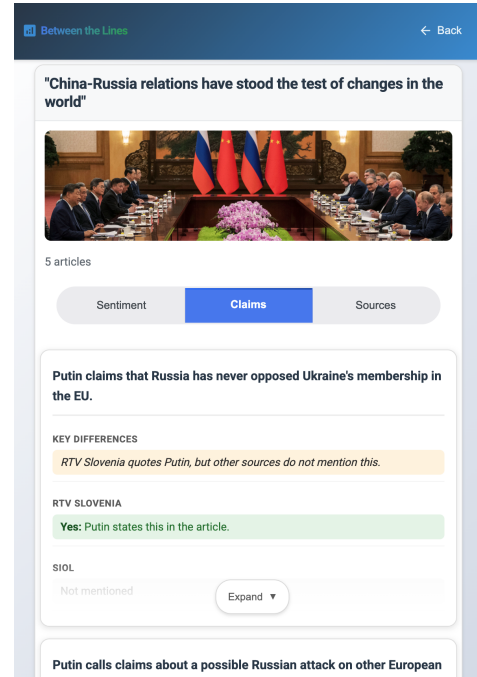 Between the Lines
← Back
"China-Russia relations have stood the test of changes in the
world"
5 articles
Sentiment
Claims
Sources
Putin claims that Russia has never opposed Ukraine's membership in
the EU.
KEY DIFFERENCES
RTV Slovenia quotes Putin, but other sources do not mention this.
RTV SLOVENIA
Yes: Putin states this in the article.
SIOL
Not mentioned
Expand ▼
Putin calls claims about a possible Russian attack on other European